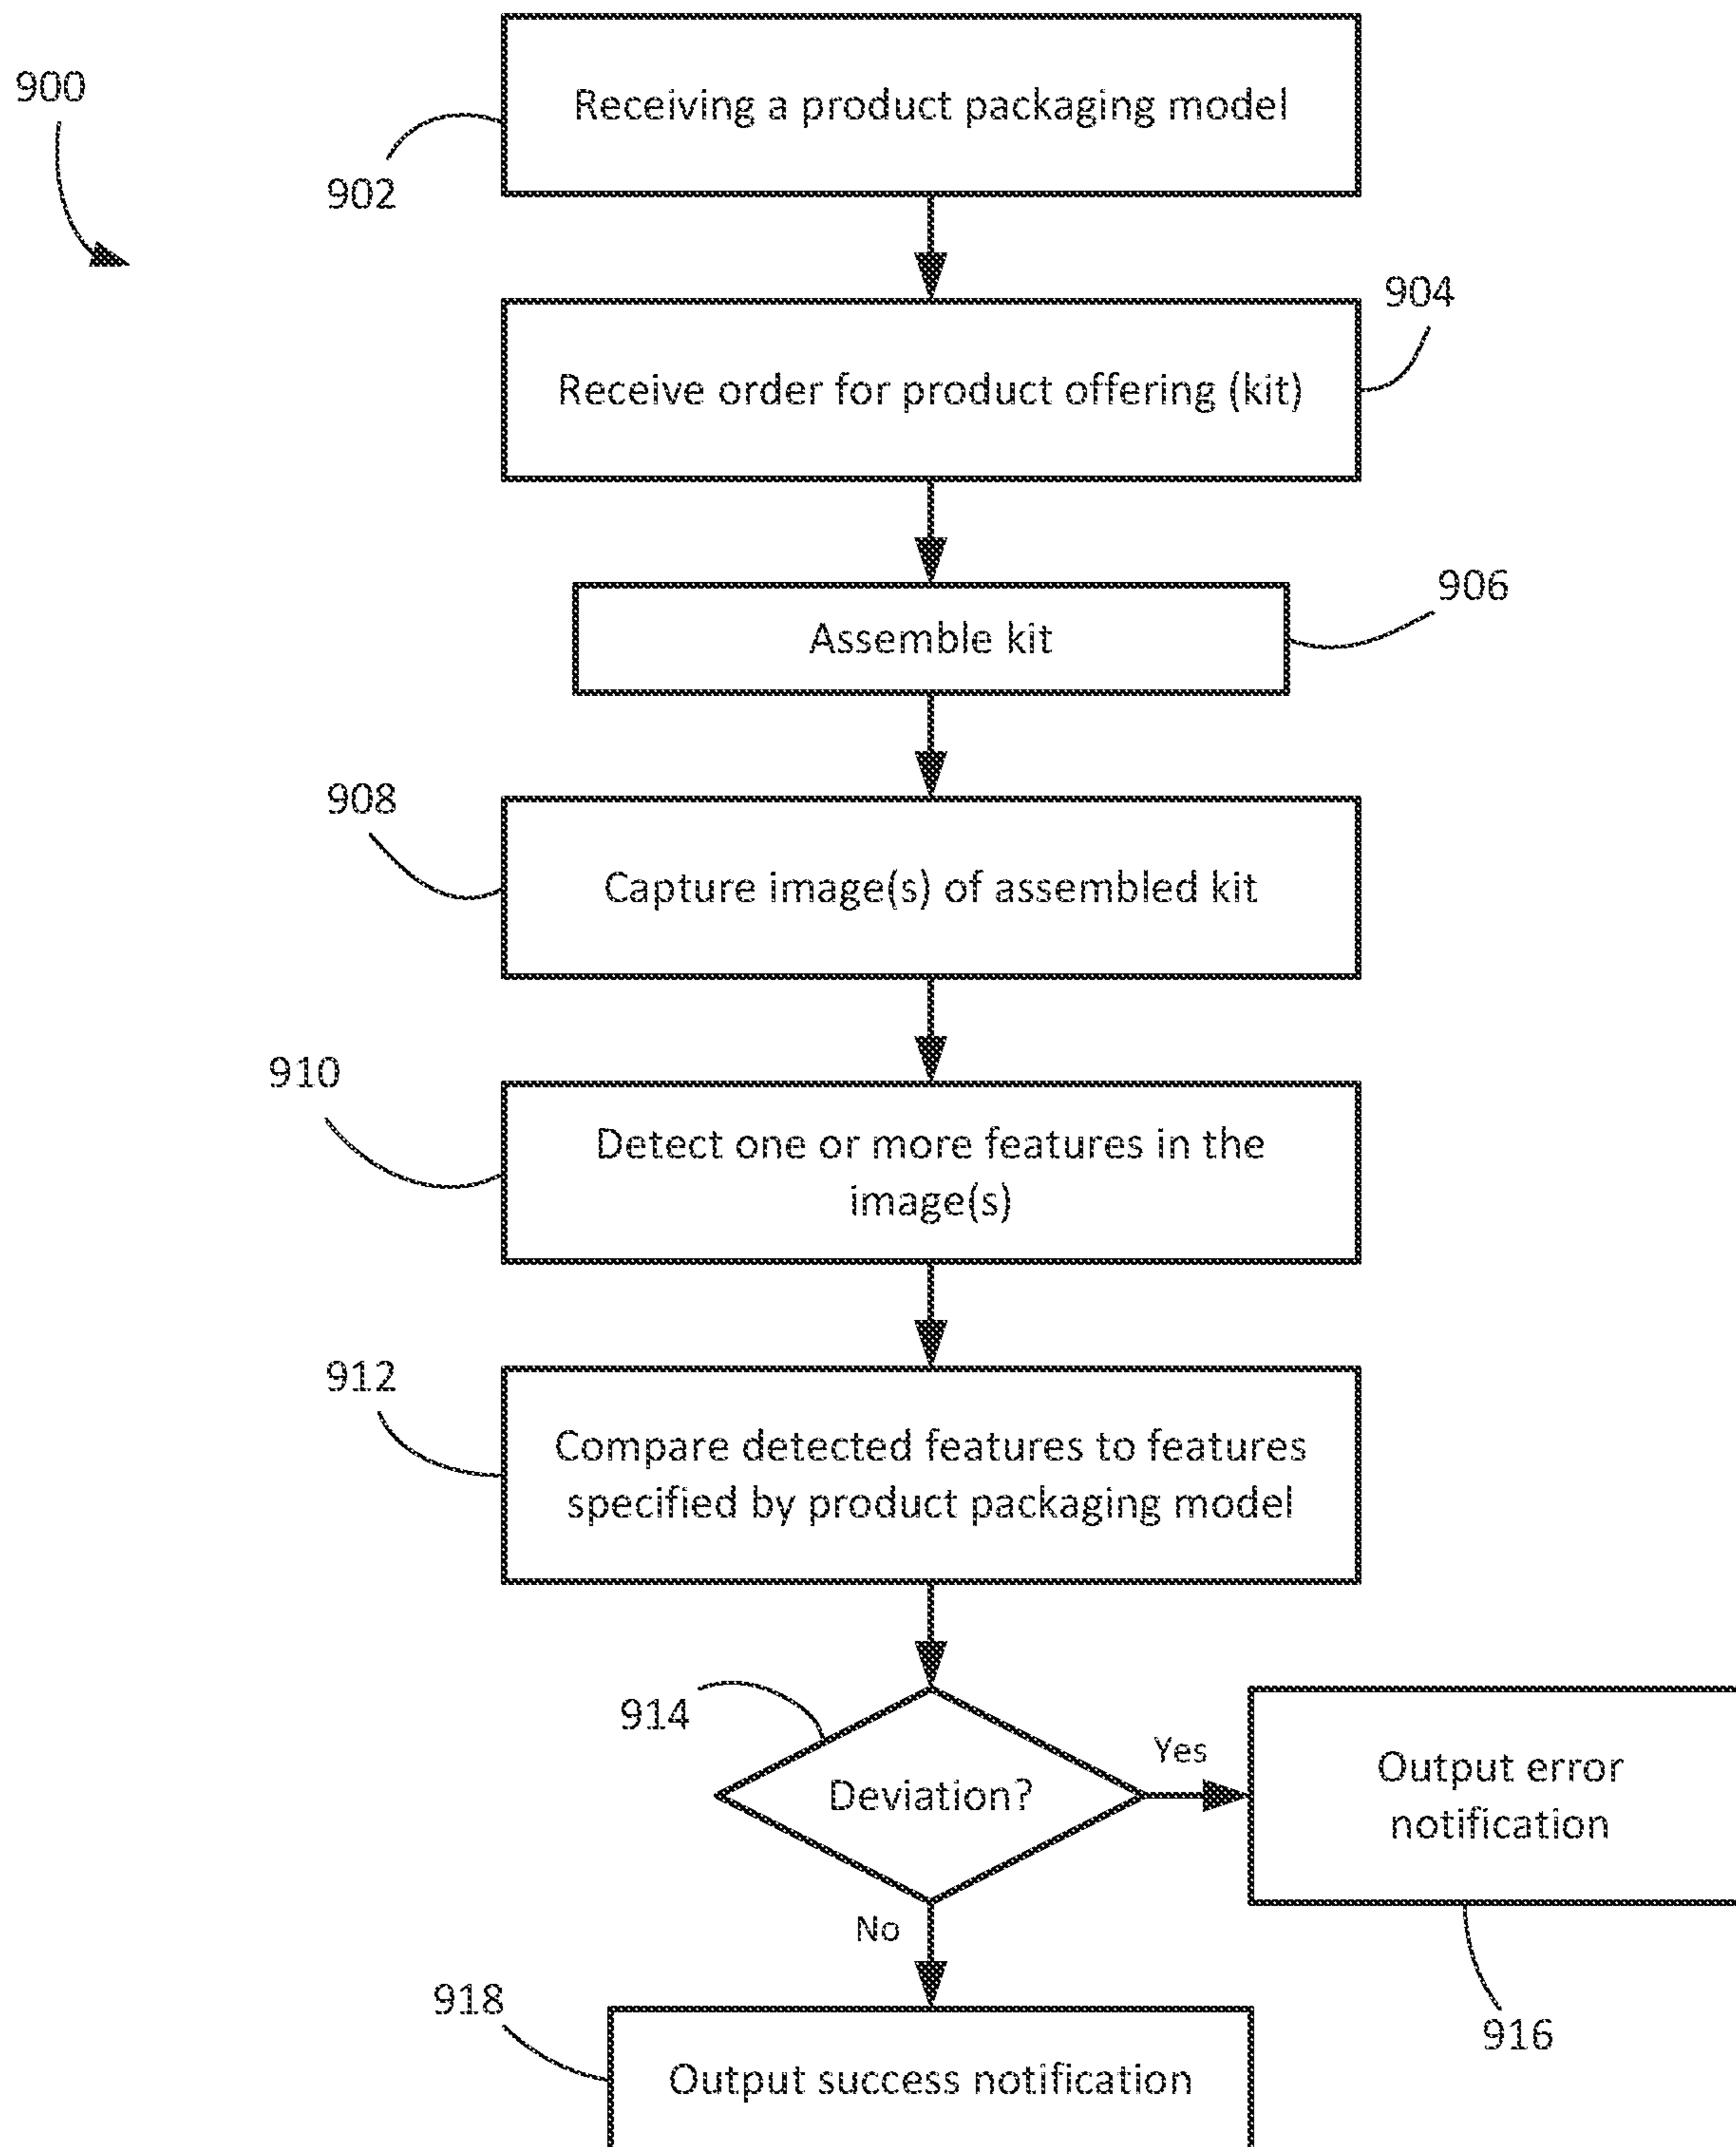 900
Receiving a product packaging model
902
904
Receive order for product offering (kit)
906
Assemble kit
908
Capture image(s) of assembled kit
910
Detect one or more features in the
image(s)
912
Compare detected features to features
specified by product packaging model
914
Deviation?
Yes
Output error
notification
No
916
918
Output success notification